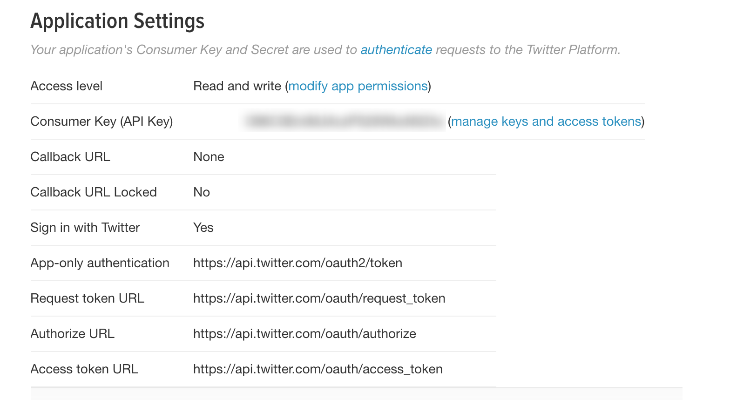 Application Settings
Your application's Consumer Key and Secret are used to authenticate requests to the Twitter Platform.
Access level Read and write (modify app permissions)
Consumer Key (API Key) (manage keys and access tokens)
Callback URL None
Callback URL Locked No
Sign in with Twitter Yes
App-only authentication https://api.twitter.com/oauth2/token
Request token URL https://api.twitter.com/oauth/request_token
Authorize URL https://api.twitter.com/oauth/authorize
Access token URL https://api.twitter.com/oauth/access_token